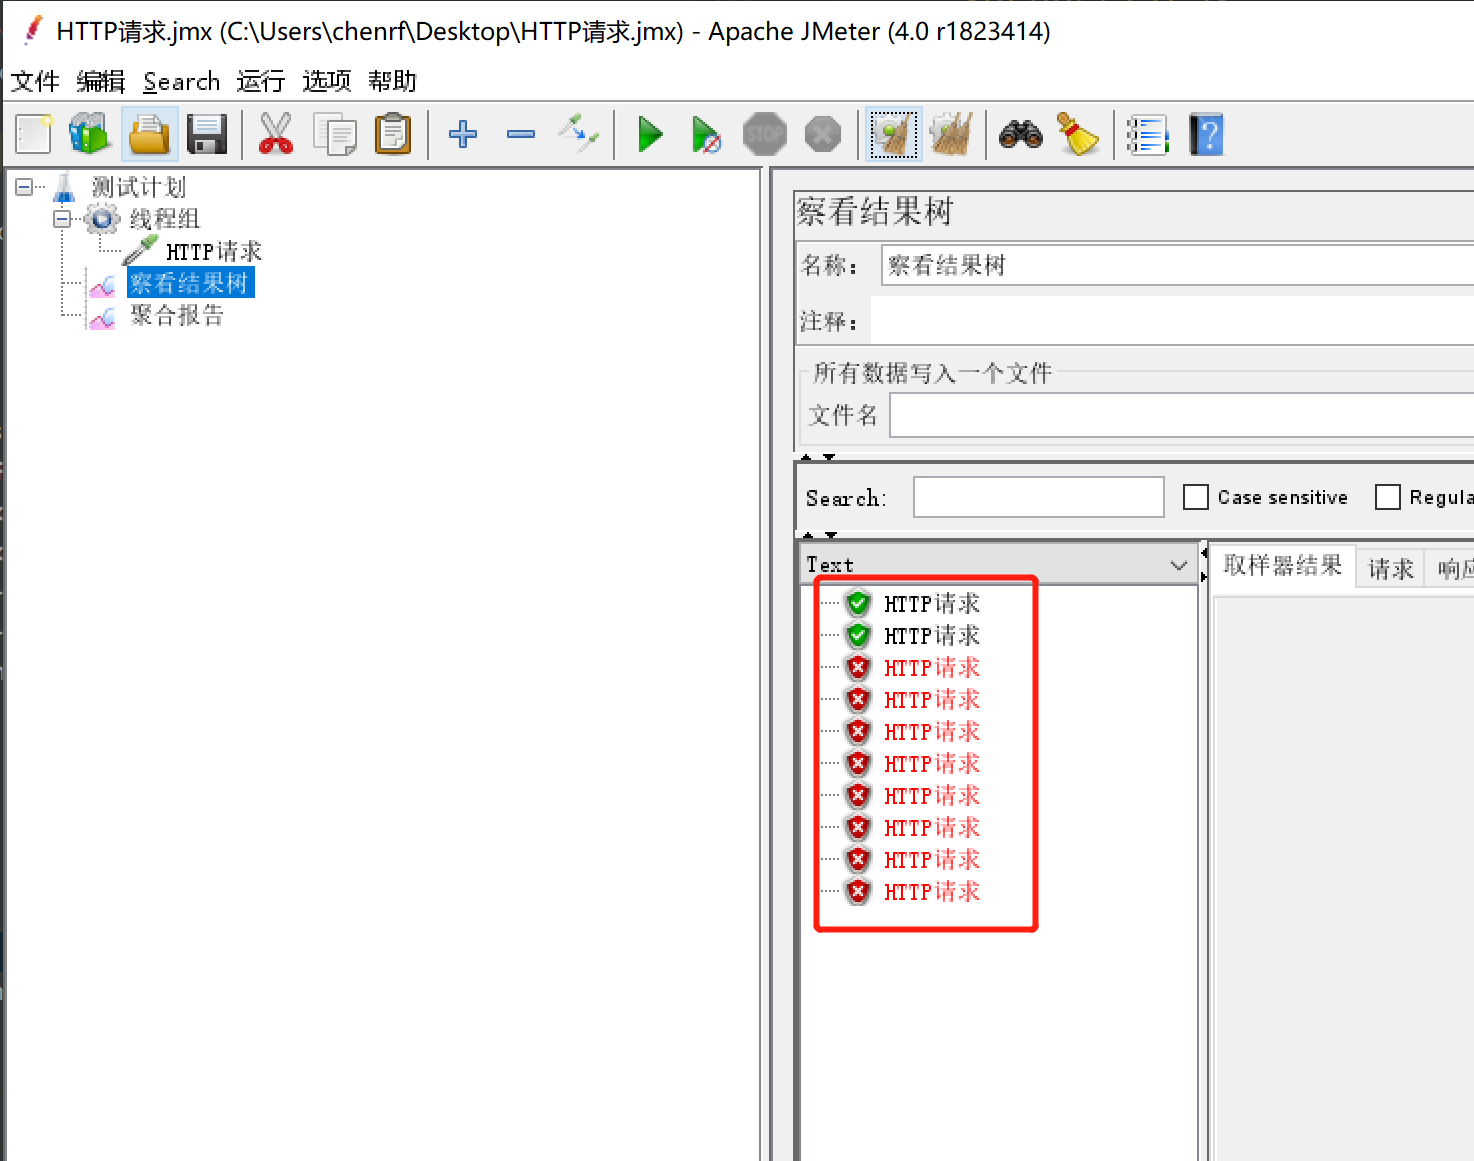 HTTP请求.jmx (C:\Users\chenrf\Desktop\HTTP请求.jmx) - Apache JMeter (4.0 r1823414)
文件 编辑 Search 运行 选项 帮助
STOP
测试计划
线程组
HTTP请求
察看结果树
聚合报告
察看结果树
名称： 察看结果树
注释：
所有数据写入一个文件
文件名
Search: Case sensitive Regula
Text
取样器结果 请求 响应
HTTP请求
HTTP请求
HTTP请求
HTTP请求
HTTP请求
HTTP请求
HTTP请求
HTTP请求
HTTP请求
HTTP请求